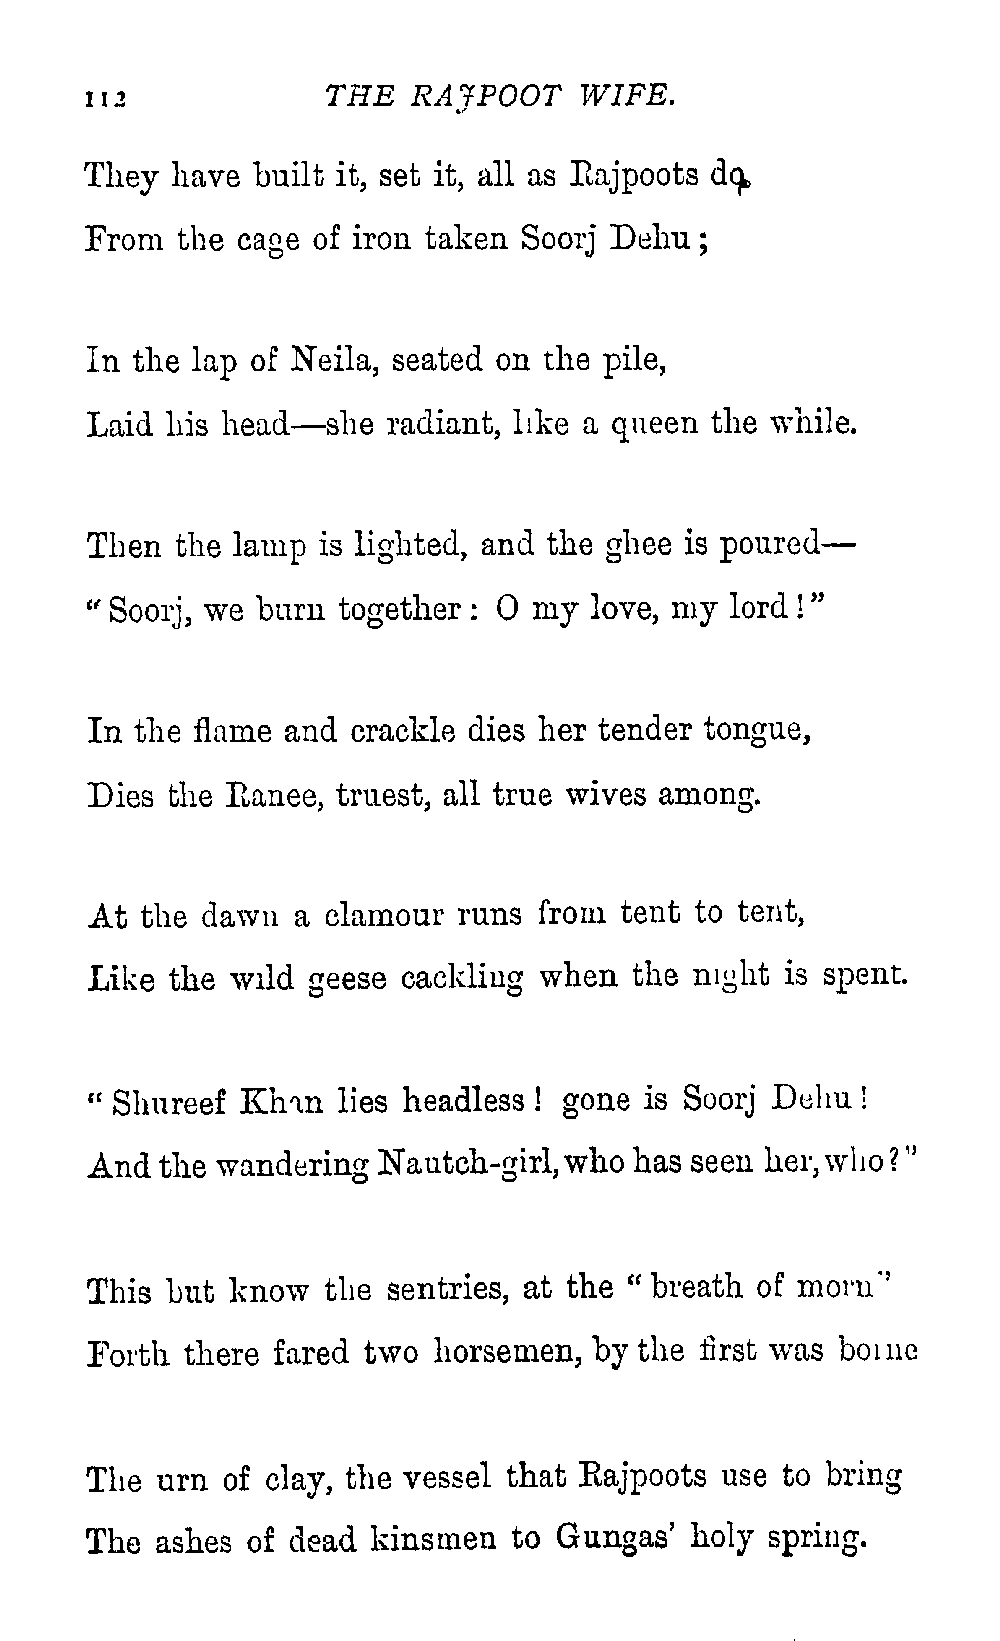 112 THE RAJPOOT WIFE.
They have built it, set it, all as Rajpoots do,
From the cage of iron taken Soorj Dehu;
In the lap of Neila, seated on the pile,
Laid his head—she radiant, like a queen the while.
Then the lamp is lighted, and the ghee is poured—
“Soorj, we burn together: O my love, my lord!”
In the flame and crackle dies her tender tongue,
Dies the Ranee, truest, all true wives among.
At the dawn a clamour runs from tent to tent,
Like the wild geese cackling when the night is spent.
“Shureef Khan lies headless! gone is Soorj Dehu!
And the wandering Nautch-girl, who has seen her, who?”
This but know the sentries, at the “breath of morn”
Forth there fared two horsemen, by the first was borne
The urn of clay, the vessel that Rajpoots use to bring
The ashes of dead kinsmen to Gungas’ holy spring.